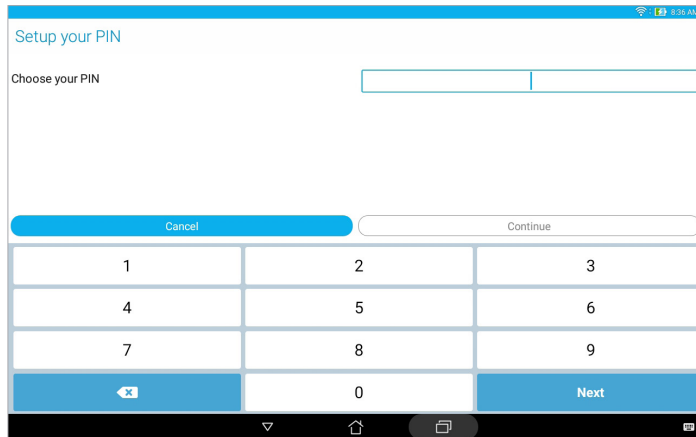 8:36 AM
Setup your PIN
Choose your PIN
Cancel Continue
1 2 3
4 5 6
7 8 9
0 Next